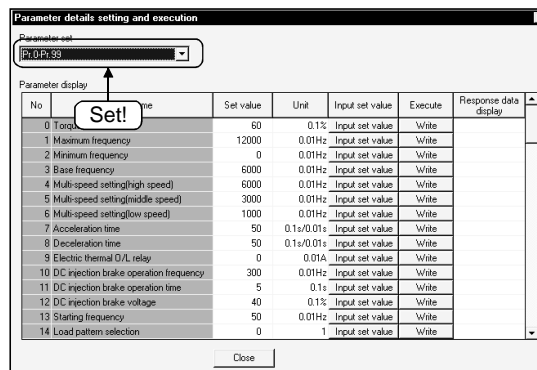 Parameter details setting and execution
Parameter set
Pr.0-Pr.99
Parameter display
No Set value Unit Input set value Execute Response data display
Set!
0 60 0.1% Input set value Write
1 Maximum frequency 12000 0.01Hz Input set value Write
2 Minimum frequency 0 0.01Hz Input set value Write
3 Base frequency 6000 0.01Hz Input set value Write
4 Multi-speed setting(high speed) 6000 0.01Hz Input set value Write
5 Multi-speed setting(middle speed) 3000 0.01Hz Input set value Write
6 Multi-speed setting(low speed) 1000 0.01Hz Input set value Write
7 Acceleration time 50 0.1s/0.01s Input set value Write
8 Deceleration time 50 0.1s/0.01s Input set value Write
9 Electric thermal O/L relay 0 0.01A Input set value Write
10 DC injection brake operation frequency 300 0.01Hz Input set value Write
11 DC injection brake operation time 5 0.1s Input set value Write
12 DC injection brake voltage 40 0.1% Input set value Write
13 Starting frequency 50 0.01Hz Input set value Write
14 Load pattern selection 0 1 Input set value Write
Close